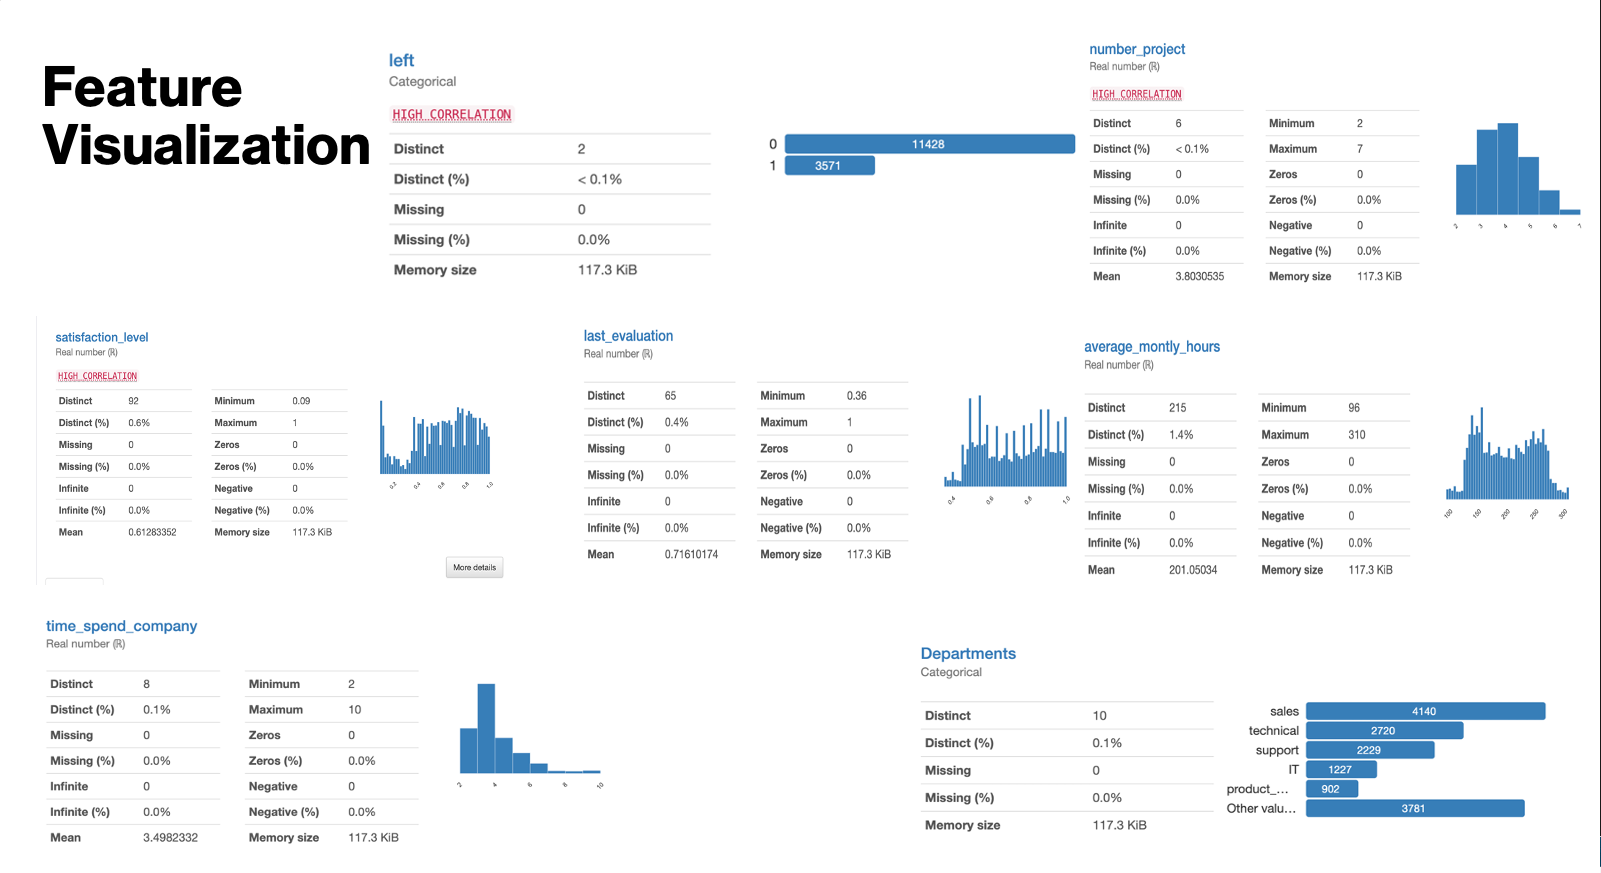 Feature
Visualization
left
Categorical
HIGH CORRELATION
Distinct 2
Distinct (%) < 0.1%
Missing 0
Missing (%) 0.0%
Memory size 117.3 KiB
0 11428
1 3571
number_project
Real number (ℝ)
HIGH CORRELATION
Distinct 6 Minimum 2
Distinct (%) < 0.1% Maximum 7
Missing 0 Zeros 0
Missing (%) 0.0% Zeros (%) 0.0%
Infinite 0 Negative 0
Infinite (%) 0.0% Negative (%) 0.0%
Mean 3.8030535 Memory size 117.3 KiB
2 3 4 5 6 7
satisfaction_level
Real number (ℝ)
HIGH CORRELATION
Distinct 92 Minimum 0.09
Distinct (%) 0.6% Maximum 1
Missing 0 Zeros 0
Missing (%) 0.0% Zeros (%) 0.0%
Infinite 0 Negative 0
Infinite (%) 0.0% Negative (%) 0.0%
Mean 0.61283352 Memory size 117.3 KiB
0.2 0.4 0.6 0.8 1.0
More details
last_evaluation
Real number (ℝ)
Distinct 65 Minimum 0.36
Distinct (%) 0.4% Maximum 1
Missing 0 Zeros 0
Missing (%) 0.0% Zeros (%) 0.0%
Infinite 0 Negative 0
Infinite (%) 0.0% Negative (%) 0.0%
Mean 0.71610174 Memory size 117.3 KiB
0.4 0.6 0.8 1.0
average_montly_hours
Real number (ℝ)
Distinct 215 Minimum 96
Distinct (%) 1.4% Maximum 310
Missing 0 Zeros 0
Missing (%) 0.0% Zeros (%) 0.0%
Infinite 0 Negative 0
Infinite (%) 0.0% Negative (%) 0.0%
Mean 201.05034 Memory size 117.3 KiB
100 150 200 250 300
time_spend_company
Real number (ℝ)
Distinct 8 Minimum 2
Distinct (%) 0.1% Maximum 10
Missing 0 Zeros 0
Missing (%) 0.0% Zeros (%) 0.0%
Infinite 0 Negative 0
Infinite (%) 0.0% Negative (%) 0.0%
Mean 3.4982332 Memory size 117.3 KiB
2 4 6 8 10
Departments
Categorical
Distinct 10
Distinct (%) 0.1%
Missing 0
Missing (%) 0.0%
Memory size 117.3 KiB
sales 4140
technical 2720
support 2229
IT 1227
product_... 902
Other valu... 3781